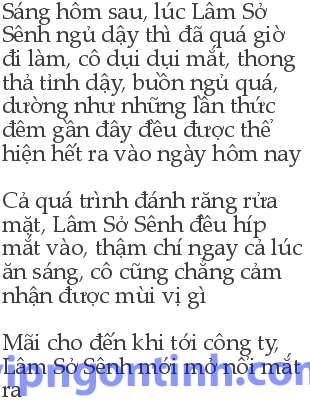 Sáng hôm sau, lúc Lâm Sở
Sênh ngủ dậy thì đã quá giờ
đi làm, cô dụi dụi mắt, thong
thả tỉnh dậy, buồn ngủ quá,
dường như những lần thức
đêm gần đây đều được thể
hiện hết ra vào ngày hôm nay
Cả quá trình đánh răng rửa
mặt, Lâm Sở Sênh đều híp
mắt vào, thậm chí ngay cả lúc
ăn sáng, cô cũng chẳng cảm
nhận được mùi vị gì
Mãi cho đến khi tới công ty,
Lâm Sở Sênh mới mở nổi mắt
ra
vipngontinh.com